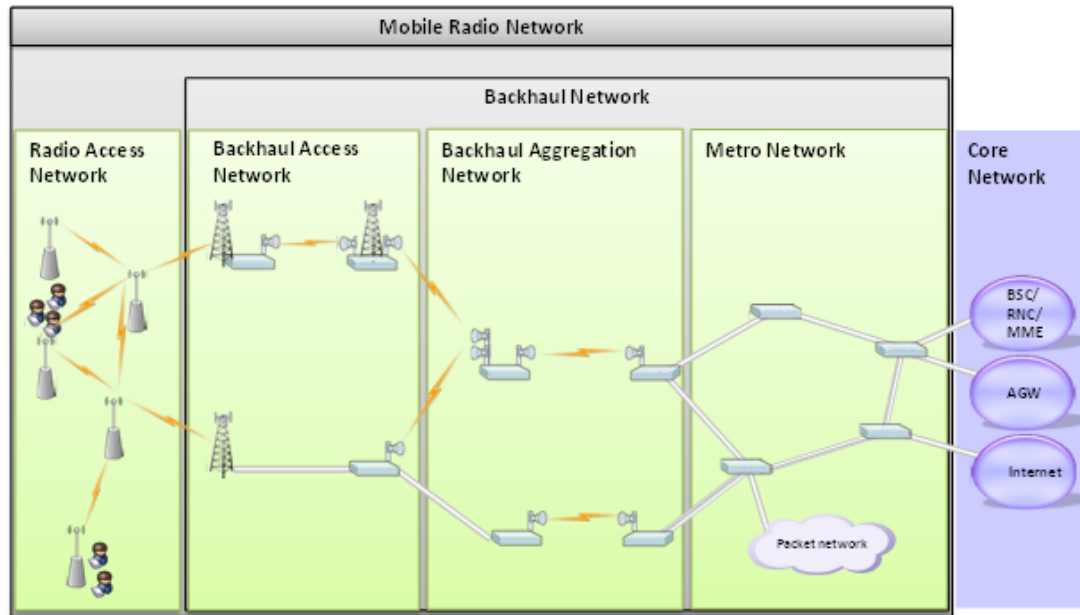 Mobile Radio Network
Backhaul Network
Radio Access
Network
Backhaul Access
Network
Backhaul Aggregation
Network
Metro Network
Core
Network
BSC/
RNC/
MME
AGW
Internet
Packet network